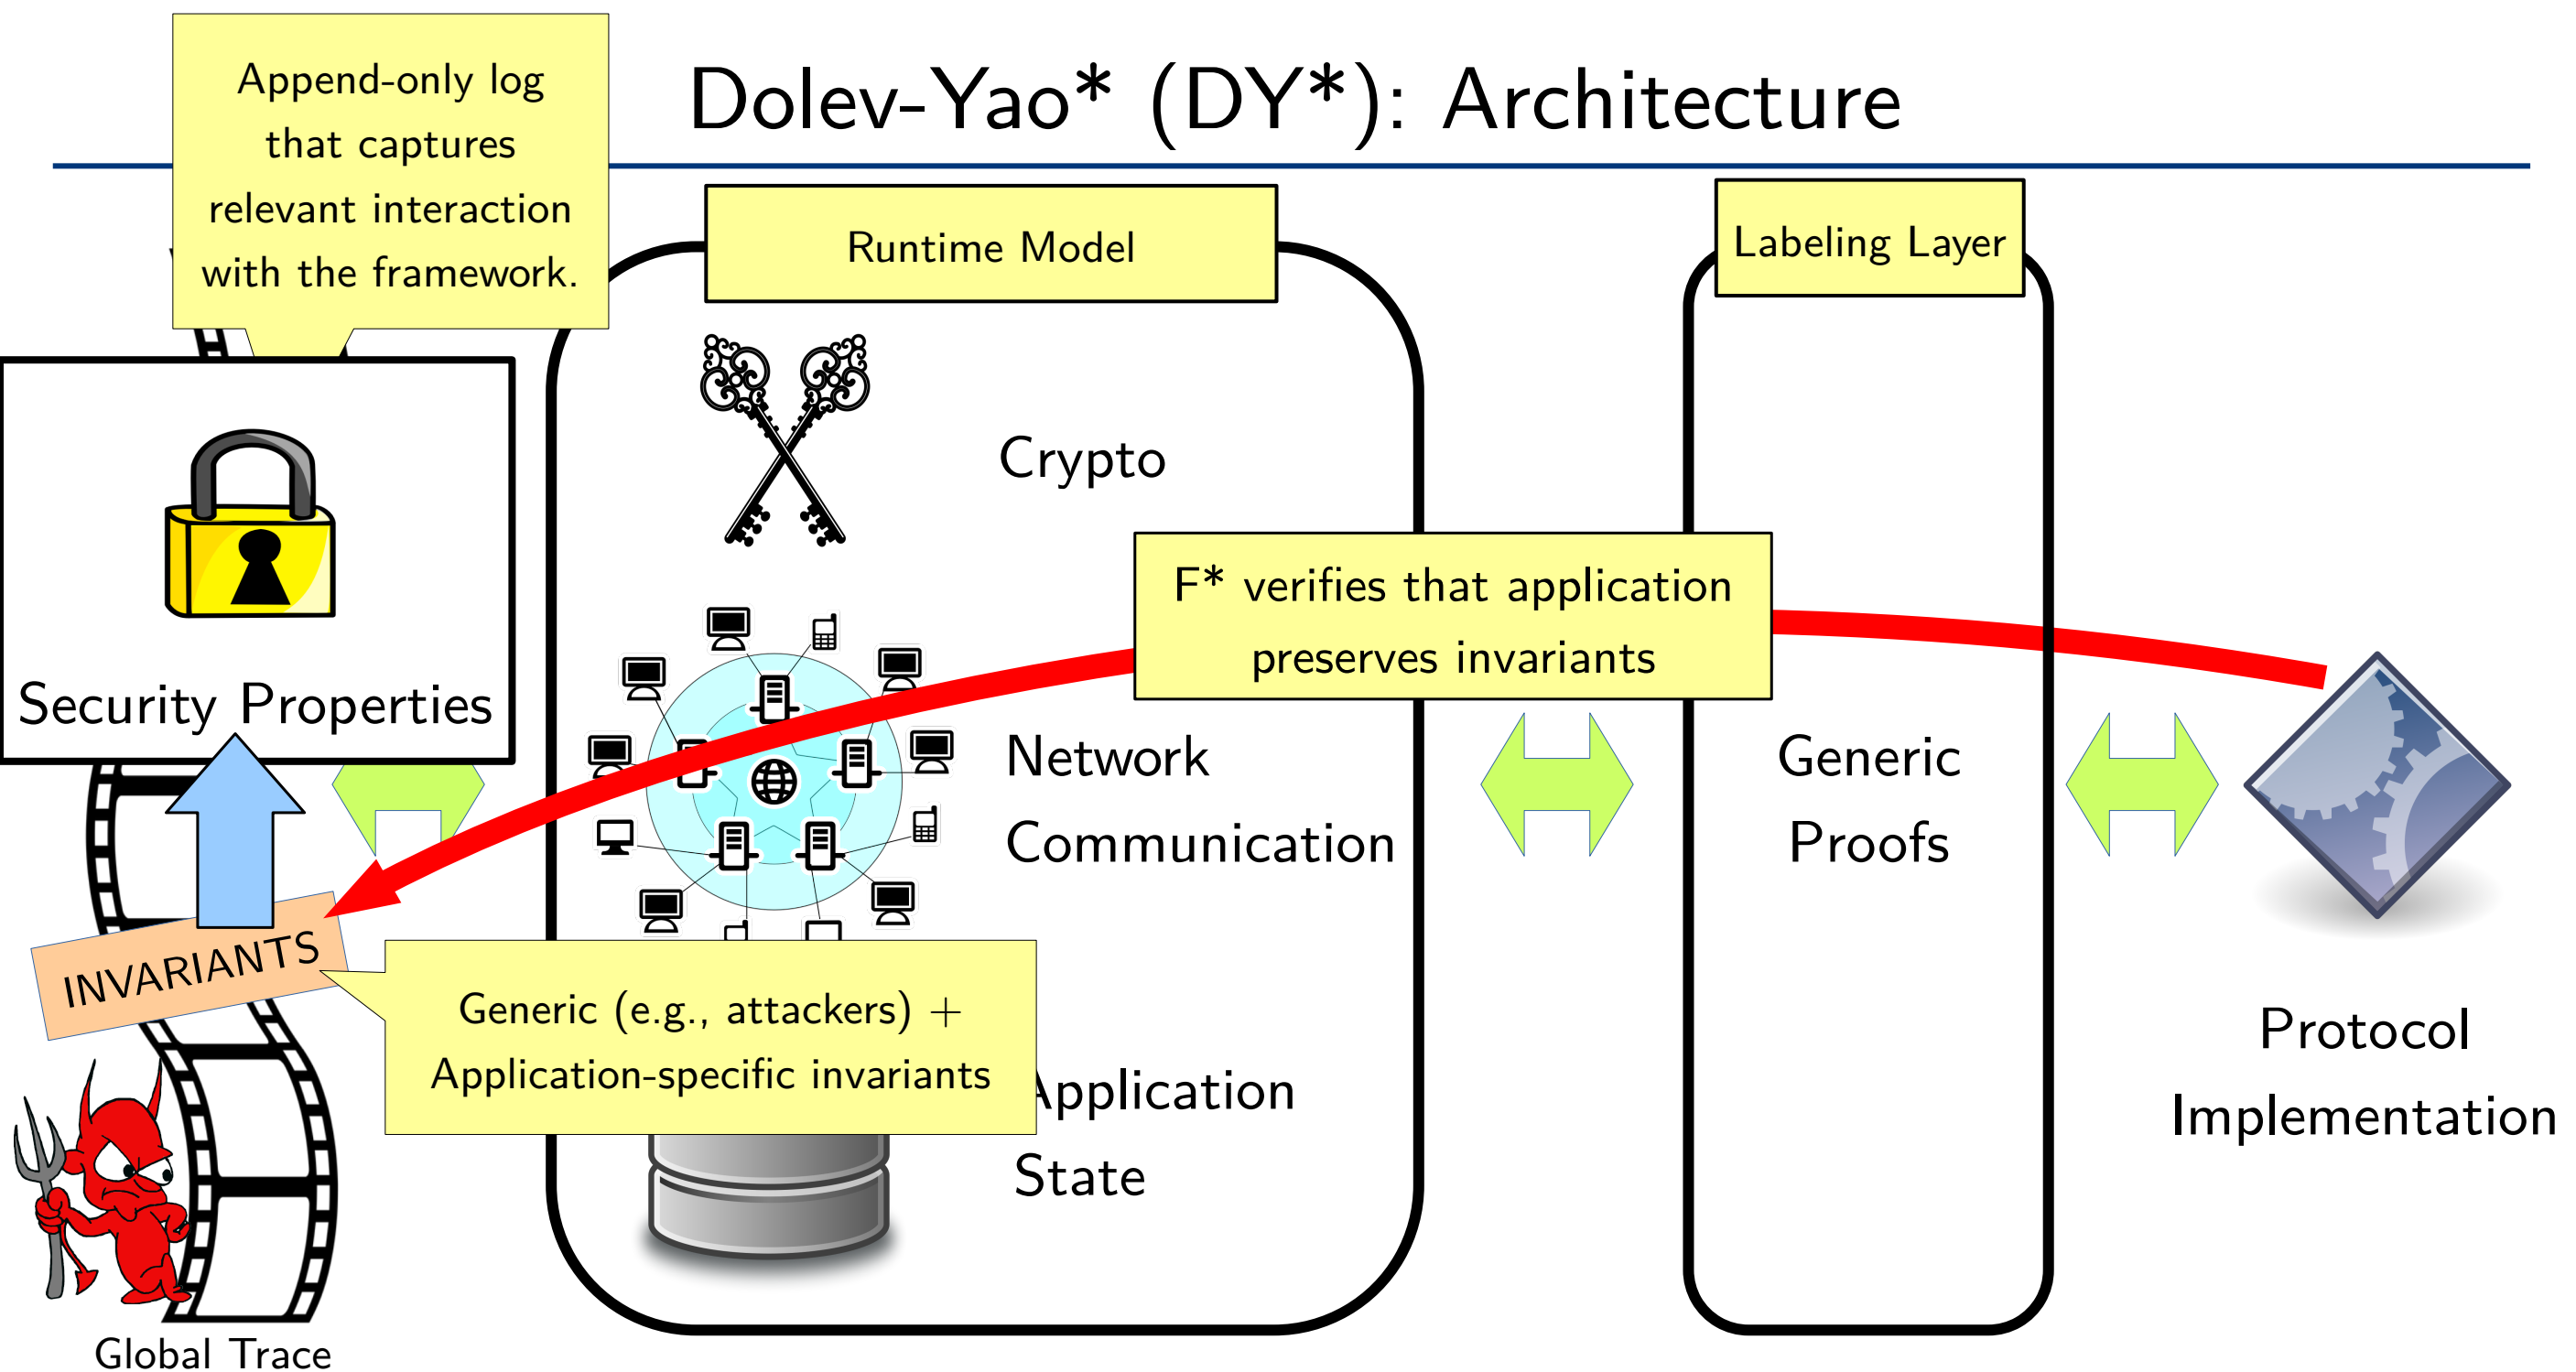 Dolev-Yao* (DY*): Architecture
Append-only log
that captures
relevant interaction
with the framework.
Runtime Model
Labeling Layer
Crypto
F* verifies that application
preserves invariants
Security Properties
Network
Communication
Generic
Proofs
INVARIANTS
Generic (e.g., attackers) +
Application-specific invariants
Application
State
Protocol
Implementation
Global Trace